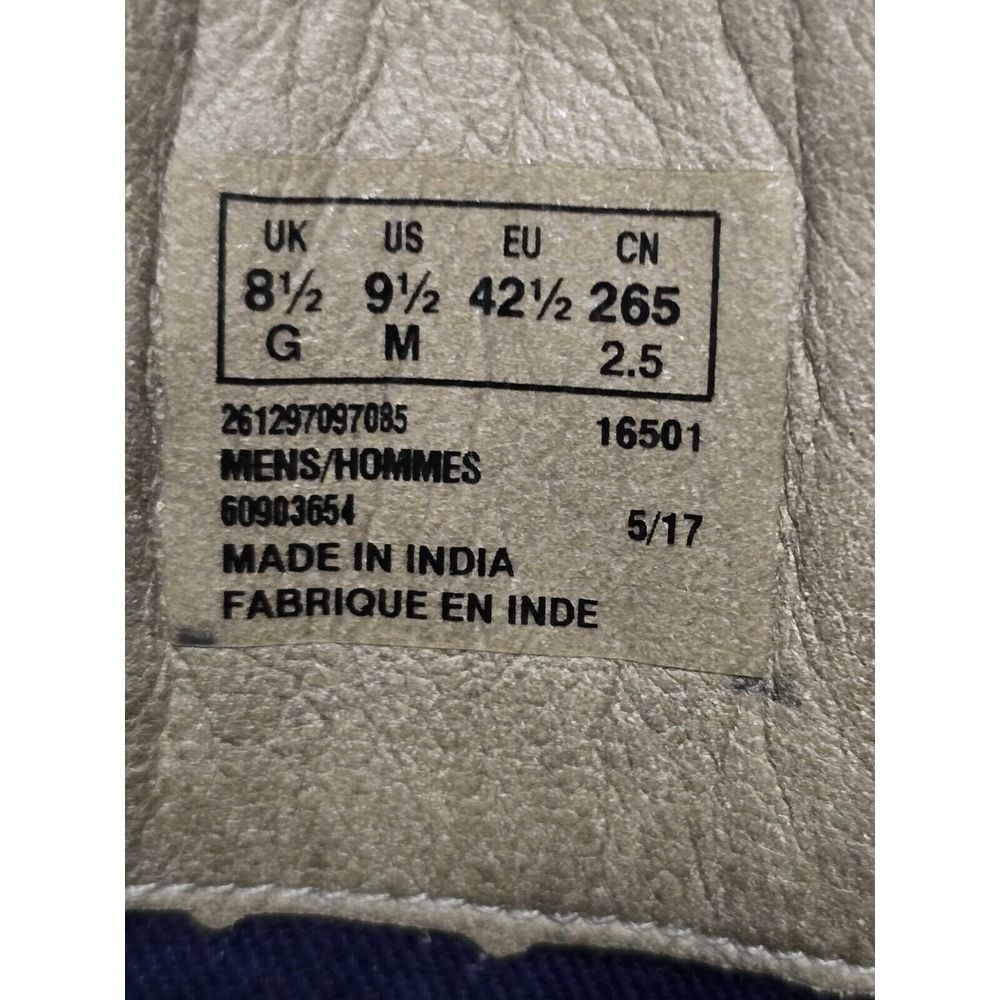 UK US EU CN
8½ 9½ 42½ 265
G M 2.5
261297097085 16501
MENS/HOMMES
60903654 5/17
MADE IN INDIA
FABRIQUE EN INDE